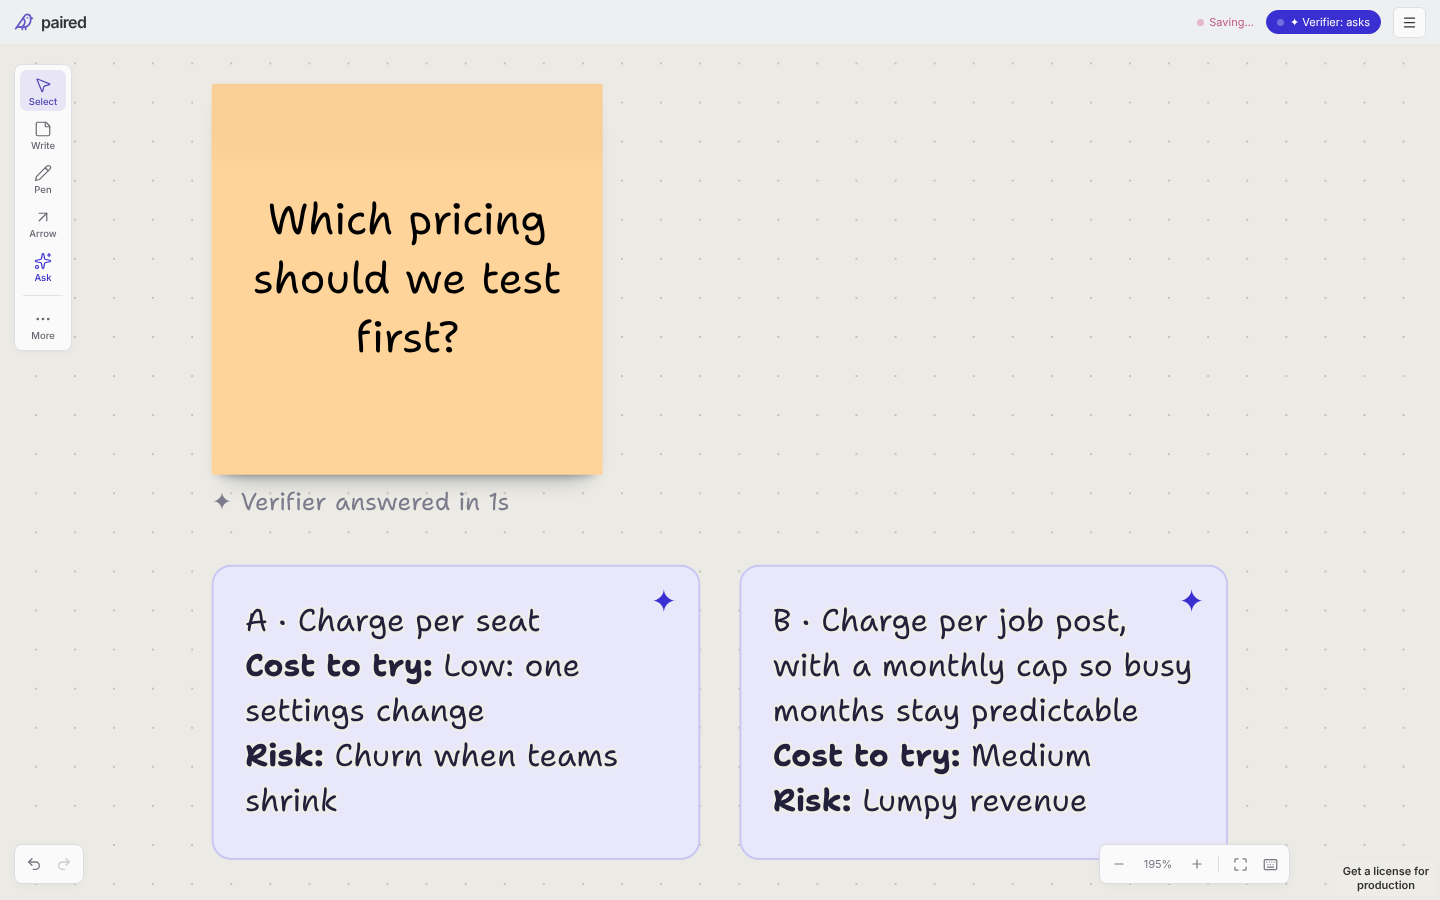 paired
Saving...
✦ Verifier: asks
Select
Write
Pen
Arrow
Ask
More
Which pricing
should we test
first?
✦ Verifier answered in 1s
A · Charge per seat
Cost to try: Low: one
settings change
Risk: Churn when teams
shrink
B · Charge per job post,
with a monthly cap so busy
months stay predictable
Cost to try: Medium
Risk: Lumpy revenue
195%
Get a license for
production